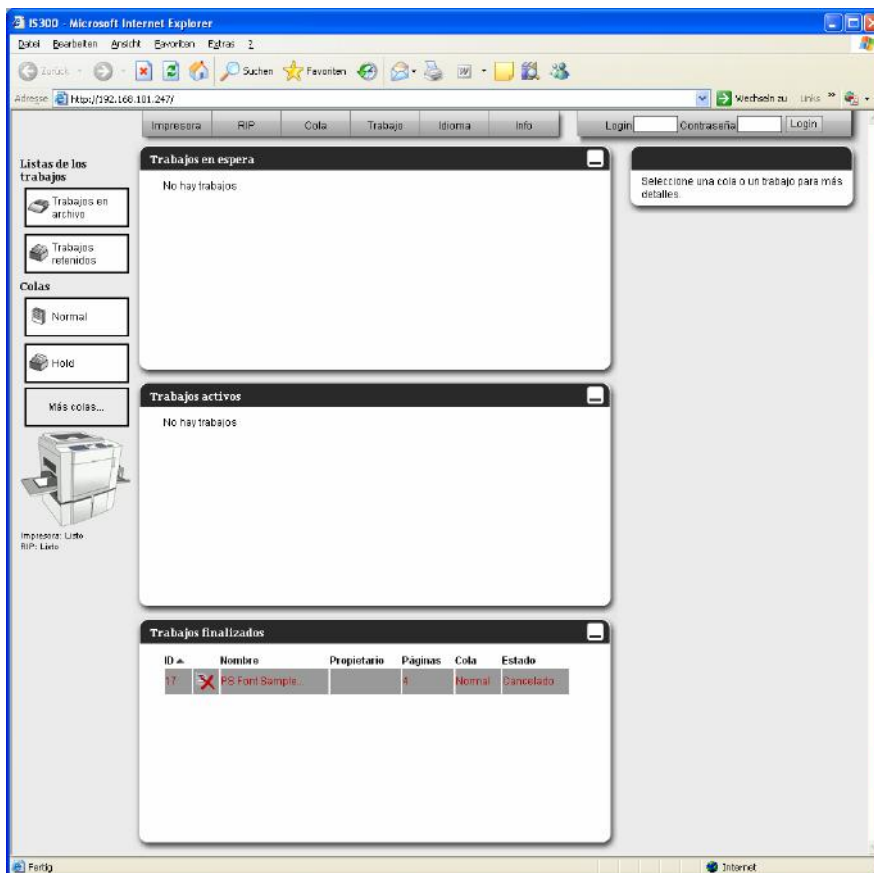 IS300 - Microsoft Internet Explorer
Datei Bearbeiten Ansicht Favoriten Extras ?
Zurück Suchen Favoriten
Adresse http://192.168.101.247/ Wechseln zu Links »
Impresora RIP Cola Trabajo Idioma Info Login Contraseña Login
Listas de los
trabajos
Trabajos en
archivo
Trabajos
retenidos
Colas
Normal
Hold
Más colas...
Impresora: Listo
RIP: Listo
Trabajos en espera
No hay trabajos
Trabajos activos
No hay trabajos
Trabajos finalizados
ID Nombre Propietario Páginas Cola Estado
17 PS Font Sample... 4 Normal Cancelado
Seleccione una cola o un trabajo para más
detalles.
Fertig Internet